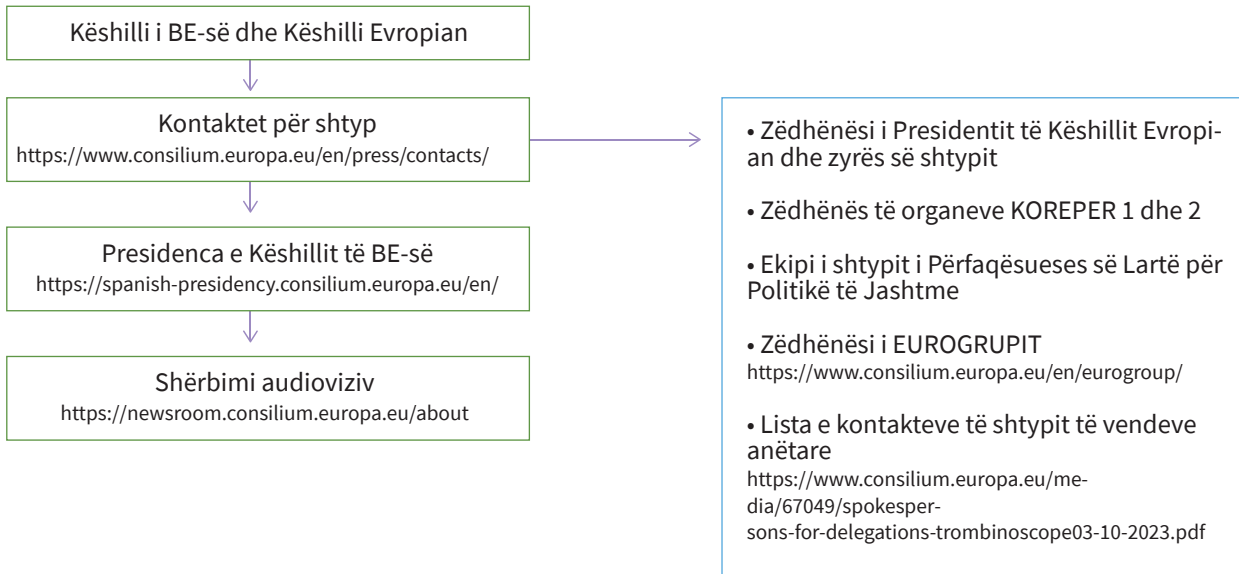 Këshilli i BE-së dhe Këshilli Evropian
Kontaktet për shtyp
https://www.consilium.europa.eu/en/press/contacts/
Presidenca e Këshillit të BE-së
https://spanish-presidency.consilium.europa.eu/en/
Shërbimi audioviziv
https://newsroom.consilium.europa.eu/about
• Zëdhënësi i Presidentit të Këshillit Evropi-
an dhe zyrës së shtypit
• Zëdhënës të organeve KOREPER 1 dhe 2
• Ekipi i shtypit i Përfaqësueses së Lartë për
Politikë të Jashtme
• Zëdhënësi i EUROGRUPIT
https://www.consilium.europa.eu/en/eurogroup/
• Lista e kontakteve të shtypit të vendeve
anëtare
https://www.consilium.europa.eu/me-
dia/67049/spokesper-
sons-for-delegations-trombinoscope03-10-2023.pdf